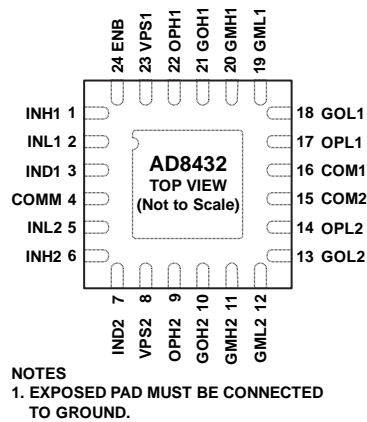 24 ENB
23 VPS1
22 OPH1
21 GOH1
20 GMH1
19 GML1
INH1 1
INL1 2
IND1 3
COMM 4
INL2 5
INH2 6
18 GOL1
17 OPL1
16 COM1
15 COM2
14 OPL2
13 GOL2
AD8432
TOP VIEW
(Not to Scale)
IND2 7
VPS2 8
OPH2 9
GOH2 10
GMH2 11
GML2 12
NOTES
1. EXPOSED PAD MUST BE CONNECTED
TO GROUND.